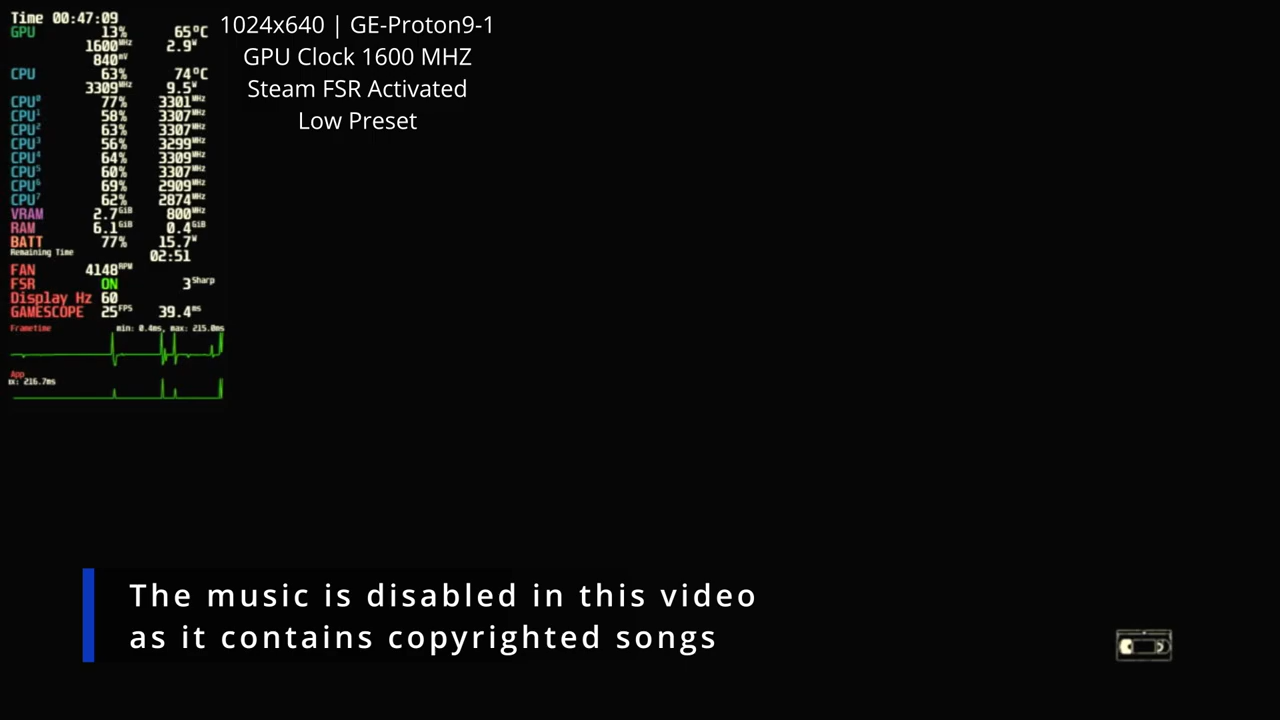 Time 00:47:09
GPU 13% 65°C
1600MHz 2.9W
840mV
CPU 63% 74°C
3309MHz 9.5W
CPU0 77% 3301MHz
CPU1 58% 3307MHz
CPU2 63% 3307MHz
CPU3 56% 3299MHz
CPU4 64% 3309MHz
CPU5 60% 3307MHz
CPU6 69% 2909MHz
CPU7 62% 2874MHz
VRAM 2.7GiB 800MHz
RAM 6.1GiB 0.4GiB
BATT 77% 15.7W
Remaining Time 02:51
FAN 4148RPM
FSR ON 3Sharp
Display Hz 60
GAMESCOPE 25FPS 39.4ms
Frametime min: 0.4ms, max: 215.0ms
App
ax: 216.7ms
1024x640 | GE-Proton9-1
GPU Clock 1600 MHZ
Steam FSR Activated
Low Preset
The music is disabled in this video
as it contains copyrighted songs